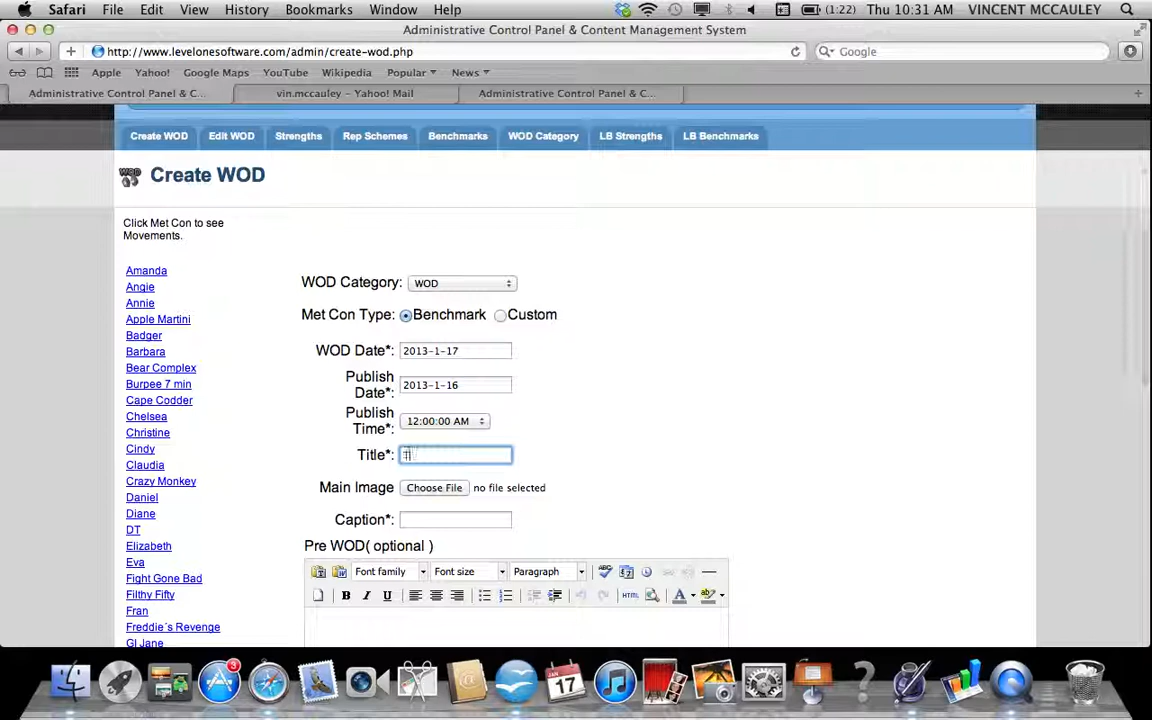 Safari File Edit View History Bookmarks Window Help (1:22) Thu 10:31 AM VINCENT MCCAULEY
Administrative Control Panel & Content Management System
http://www.levelonesoftware.com/admin/create-wod.php Google
Apple Yahoo! Google Maps YouTube Wikipedia Popular News
Administrative Control Panel & C... vin.mccauley – Yahoo! Mail Administrative Control Panel & C...
Create WOD Edit WOD Strengths Rep Schemes Benchmarks WOD Category LB Strengths LB Benchmarks
WOD Create WOD
Click Met Con to see
Movements.
Amanda
Angie
Annie
Apple Martini
Badger
Barbara
Bear Complex
Burpee 7 min
Cape Codder
Chelsea
Christine
Cindy
Claudia
Crazy Monkey
Daniel
Diane
DT
Elizabeth
Eva
Fight Gone Bad
Filthy Fifty
Fran
Freddie´s Revenge
GI Jane
WOD Category: WOD
Met Con Type: Benchmark Custom
WOD Date*: 2013-1-17
Publish
Date*: 2013-1-16
Publish
Time*: 12:00:00 AM
Title*:
Main Image Choose File no file selected
Caption*:
Pre WOD( optional )
Font family Font size Paragraph ABC
B I U HTML A ab
3 JUL 17 ?